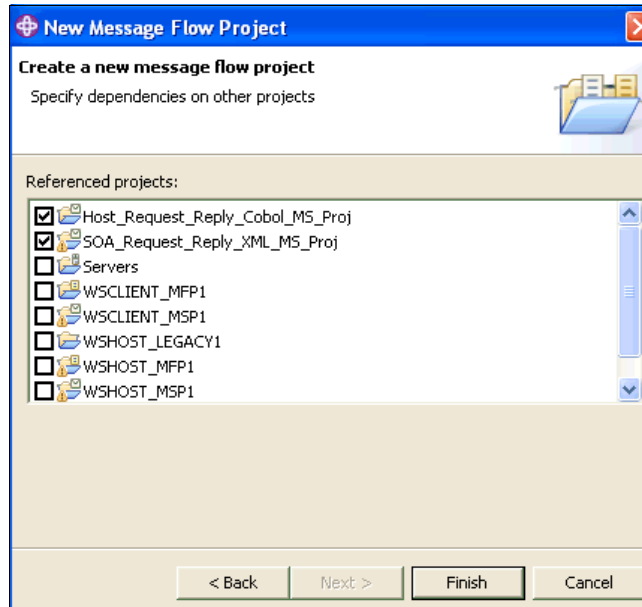 New Message Flow Project
Create a new message flow project
Specify dependencies on other projects
Referenced projects:
Host_Request_Reply_Cobol_MS_Proj
SOA_Request_Reply_XML_MS_Proj
Servers
WSCLIENT_MFP1
WSCLIENT_MSP1
WSHOST_LEGACY1
WSHOST_MFP1
WSHOST_MSP1
< Back Next > Finish Cancel